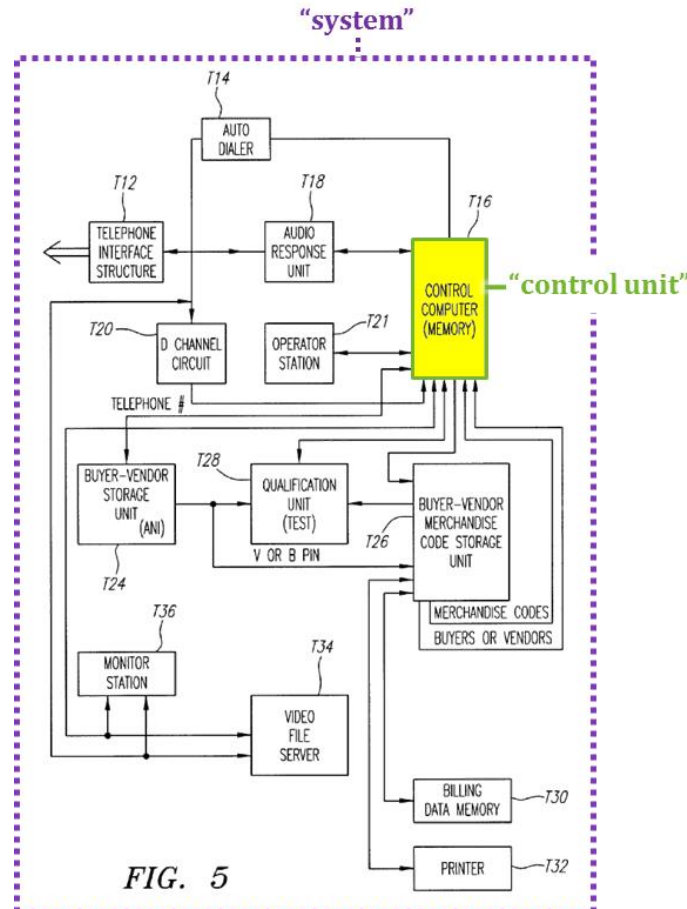 “system”
T14
AUTO
DIALER
T12
T18
T16
TELEPHONE
INTERFACE
STRUCTURE
AUDIO
RESPONSE
UNIT
CONTROL
COMPUTER
(MEMORY)
“control unit”
T20
T21
D CHANNEL
CIRCUIT
OPERATOR
STATION
TELEPHONE #
T28
BUYER-VENDOR
STORAGE
UNIT
(ANI)
QUALIFICATION
UNIT
(TEST)
T26
BUYER-VENDOR
MERCHANDISE
CODE STORAGE
UNIT
V OR B PIN
T24
MERCHANDISE CODES
BUYERS OR VENDORS
T36
T34
MONITOR
STATION
VIDEO
FILE
SERVER
BILLING
DATA MEMORY
T30
PRINTER
T32
FIG. 5